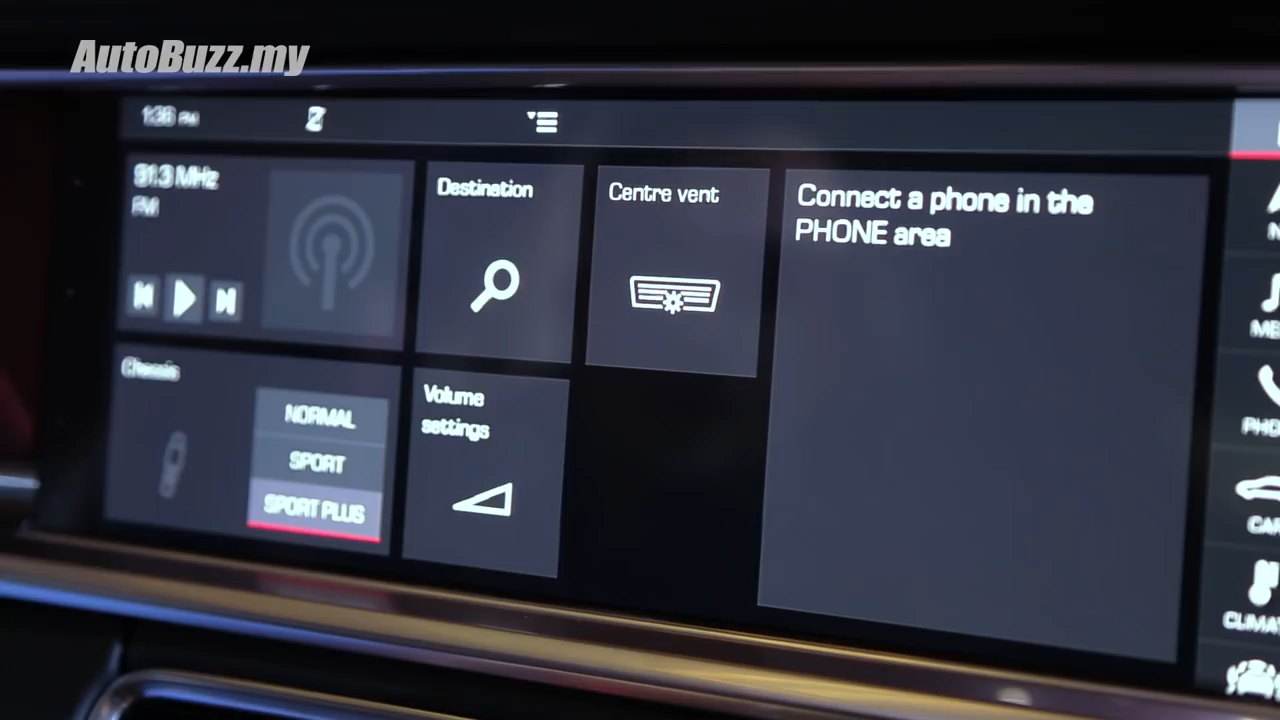 AutoBuzz.my
1:36 PM
91.3 MHz
FM
Destination
Centre vent
Connect a phone in the
PHONE area
Chassis
NORMAL
SPORT
SPORT PLUS
Volume
settings